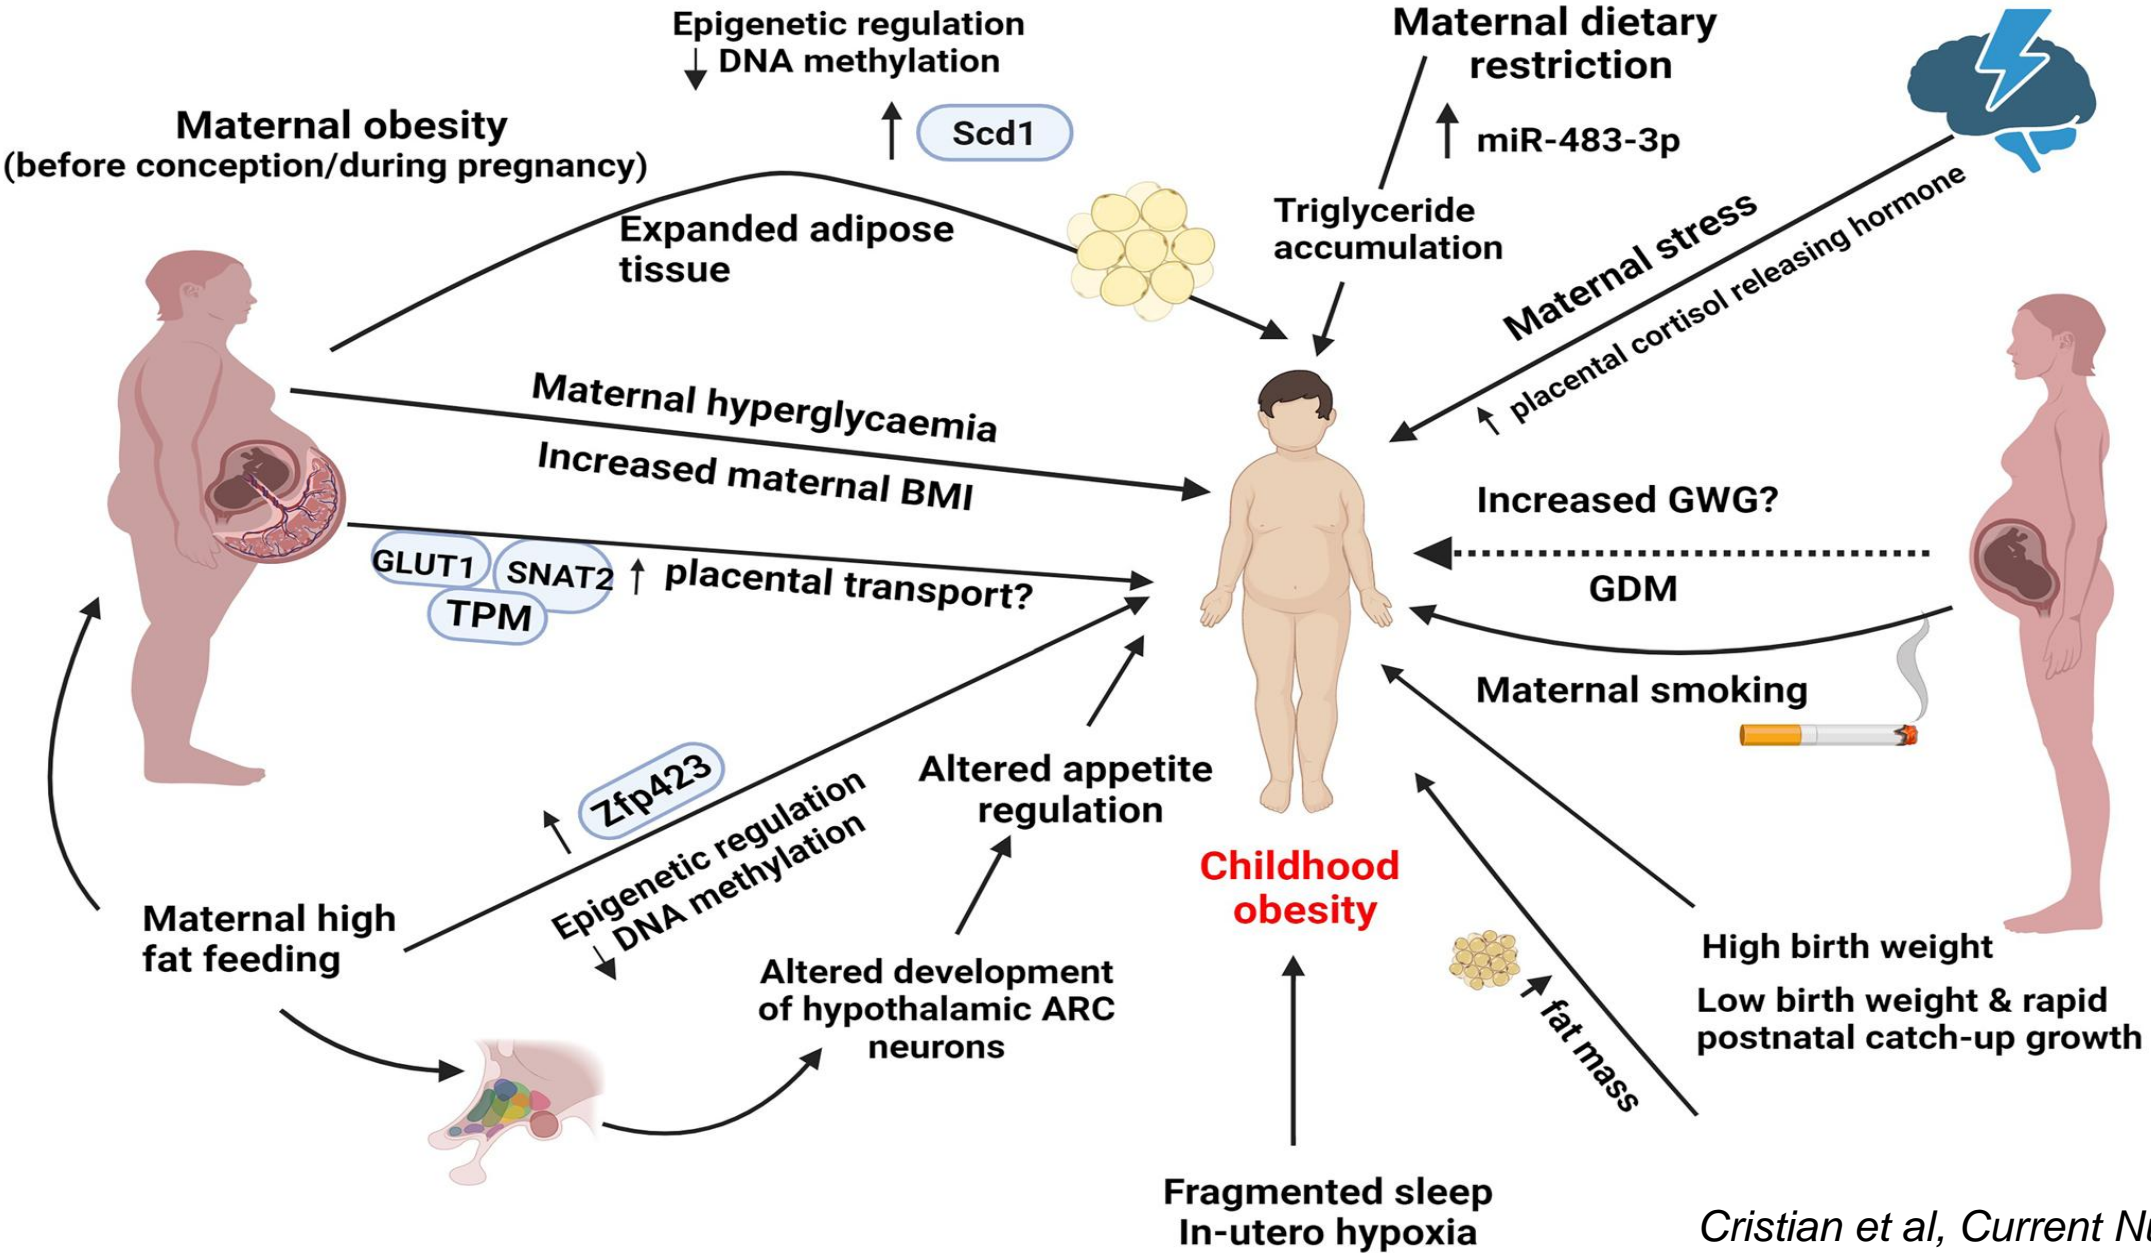 Epigenetic regulation
↓ DNA methylation
↑ Scd1
Maternal dietary
restriction
↑ miR-483-3p
Maternal obesity
(before conception/during pregnancy)
Expanded adipose
tissue
Triglyceride
accumulation
Maternal stress
↑ placental cortisol releasing hormone
Maternal hyperglycaemia
Increased maternal BMI
GLUT1
SNAT2
TPM
↑ placental transport?
Increased GWG?
GDM
Maternal smoking
↑ Zfp423
Epigenetic regulation
↓ DNA methylation
Altered appetite
regulation
Childhood
obesity
Maternal high
fat feeding
Altered development
of hypothalamic ARC
neurons
High birth weight
Low birth weight & rapid
postnatal catch-up growth
↑ fat mass
Fragmented sleep
In-utero hypoxia
Cristian et al, Current